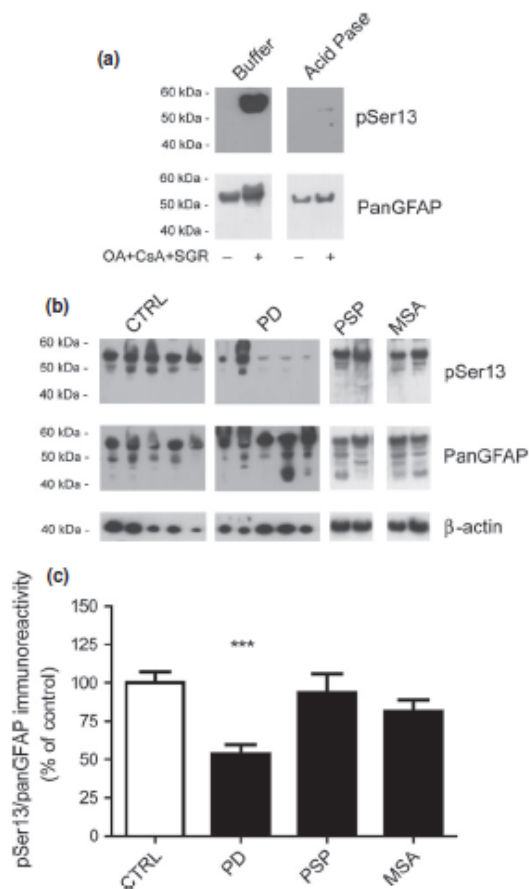 (a)
Buffer
Acid Pase
60 kDa -
50 kDa -
40 kDa -
pSer13
60 kDa -
50 kDa -
40 kDa -
PanGFAP
OA+CsA+SGR - + - +
(b)
CTRL
PD
PSP
MSA
60 kDa -
50 kDa -
40 kDa -
pSer13
60 kDa -
50 kDa -
40 kDa -
PanGFAP
40 kDa -
β-actin
(c)
pSer13/panGFAP immunoreactivity
(% of control)
150
125
100
75
50
25
0
***
CTRL
PD
PSP
MSA